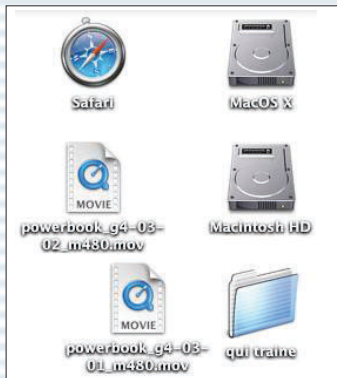 Safari
MacOS X
MOVIE
powerbook_g4-03-
02_m480.mov
Macintosh HD
MOVIE
powerbook_g4-03-
01_m480.mov
qui traine